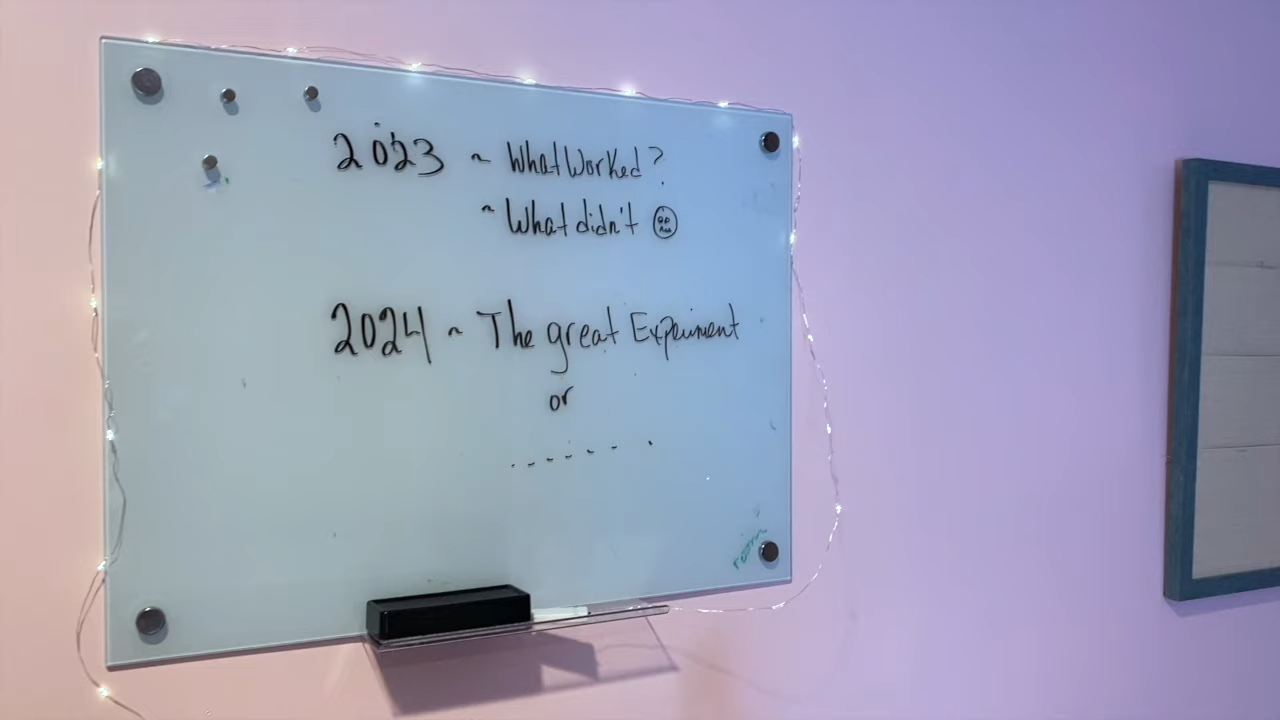 2023 ~ What Worked?
~ What didn't
2024 ~ The great Experiment
or